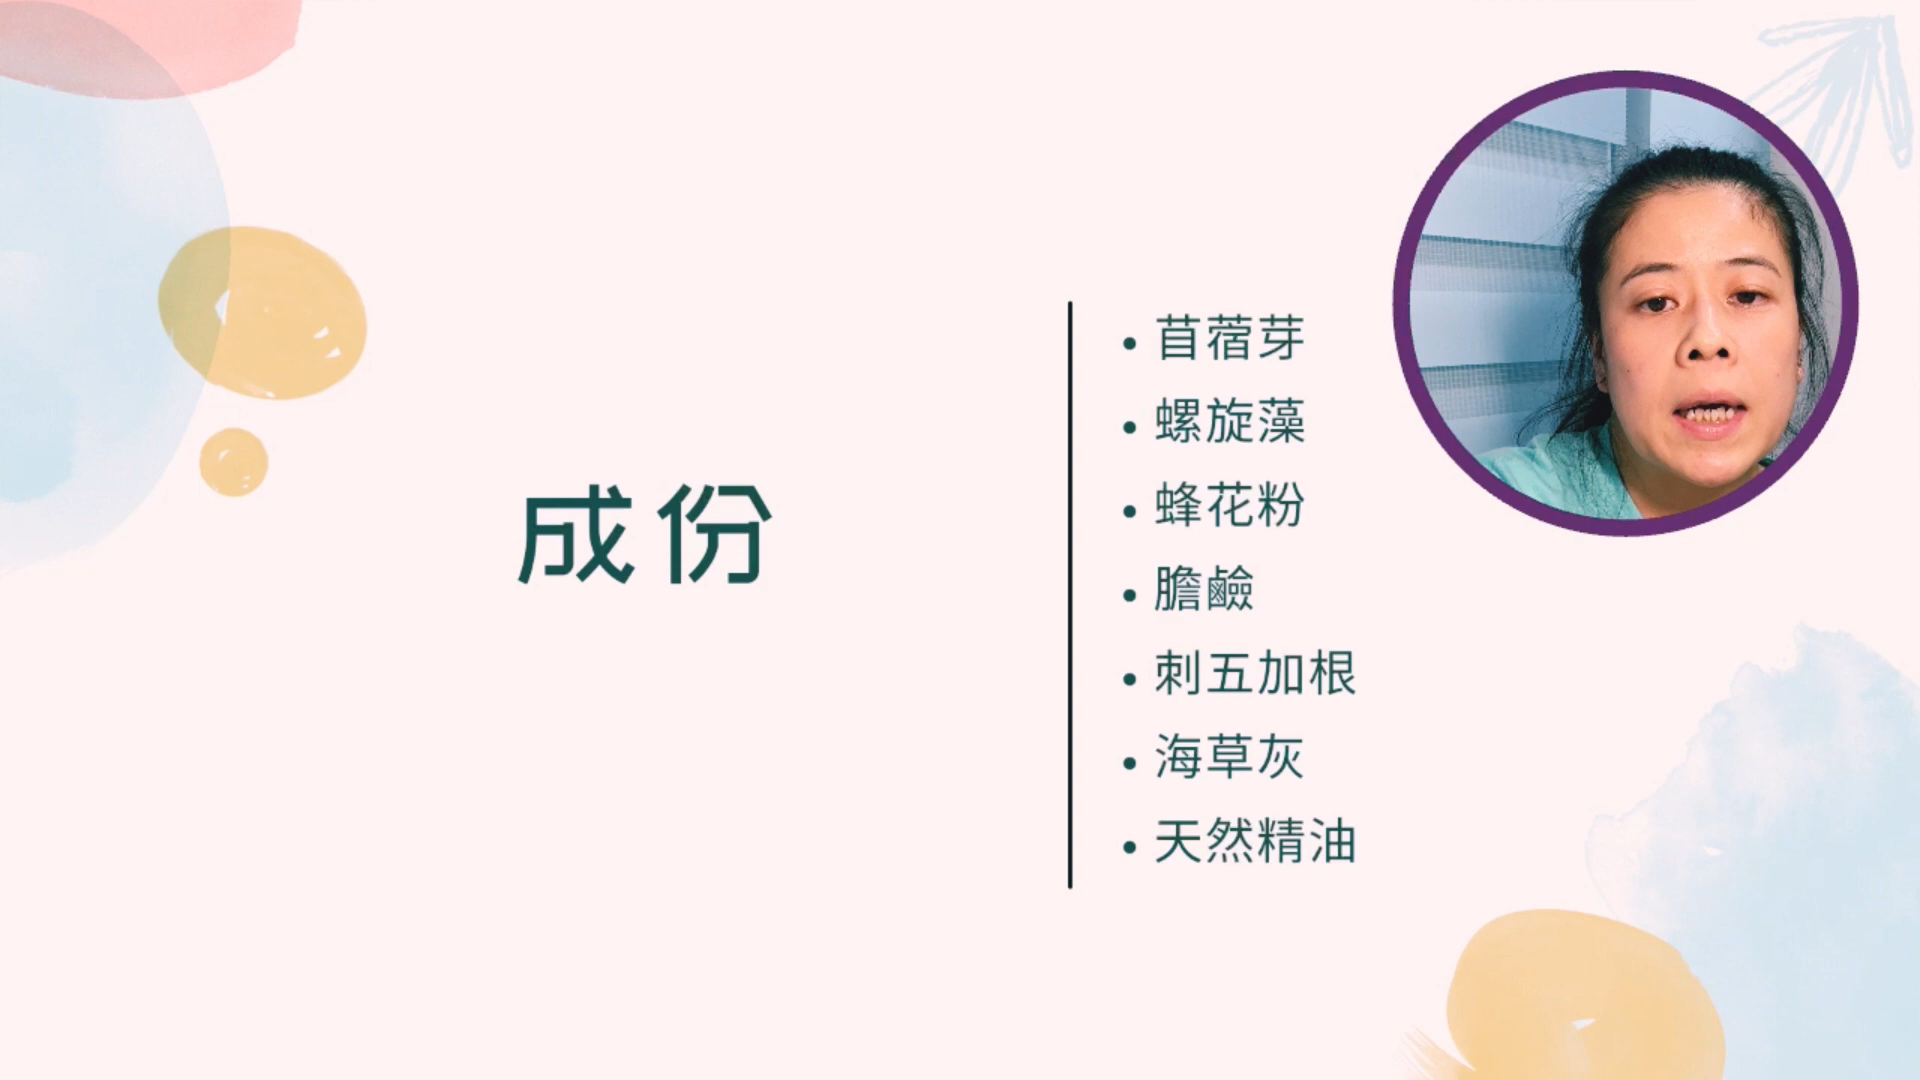 成份
• 苜蓿芽
• 螺旋藻
• 蜂花粉
• 膽鹼
• 刺五加根
• 海草灰
• 天然精油